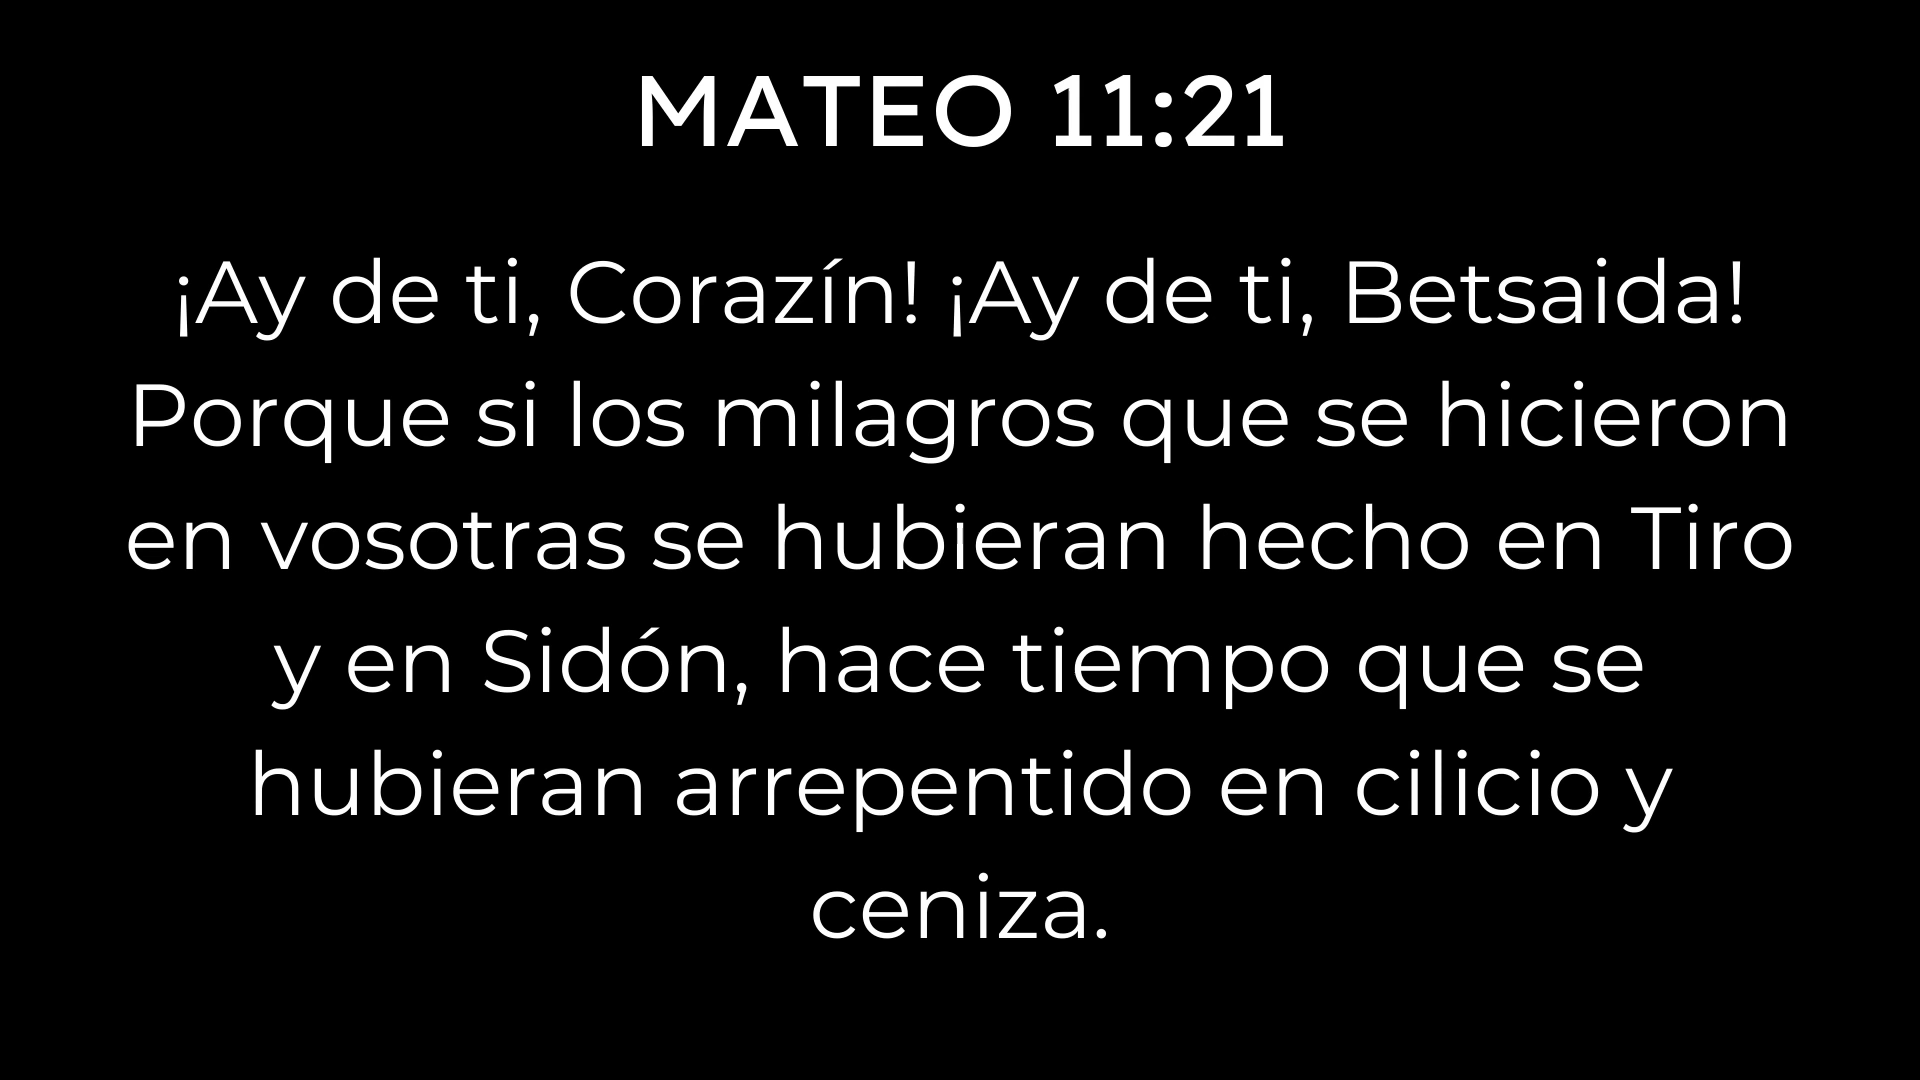 MATEO 11:21
¡Ay de ti, Corazín! ¡Ay de ti, Betsaida!
Porque si los milagros que se hicieron
en vosotras se hubieran hecho en Tiro
y en Sidón, hace tiempo que se
hubieran arrepentido en cilicio y
ceniza.